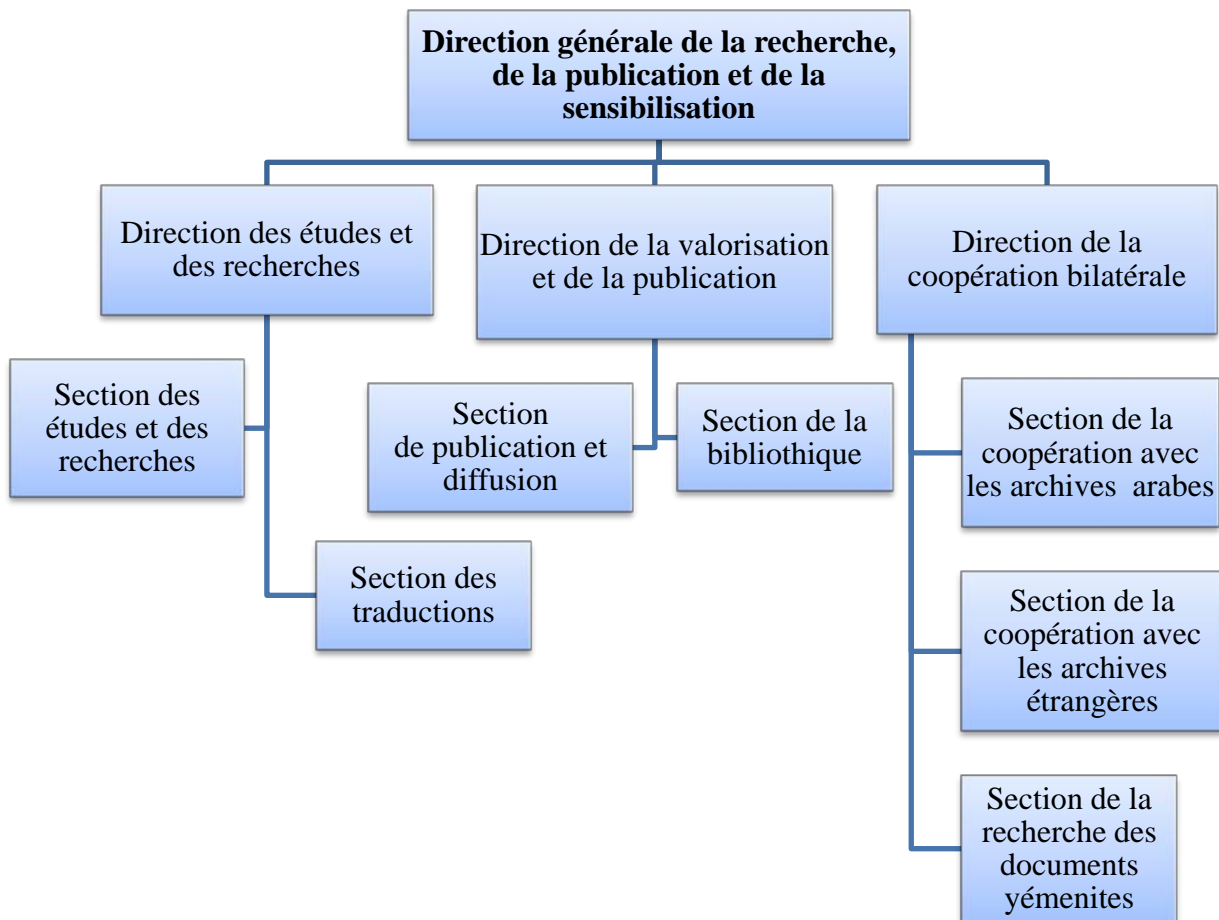 Direction générale de la recherche,
de la publication et de la
sensibilisation
Direction des études et
des recherches
Direction de la valorisation
et de la publication
Direction de la
coopération bilatérale
Section des
études et des
recherches
Section
de publication et
diffusion
Section de la
bibliothique
Section de la
coopération avec
les archives arabes
Section des
traductions
Section de la
coopération avec
les archives
étrangères
Section de la
recherche des
documents
yémenites